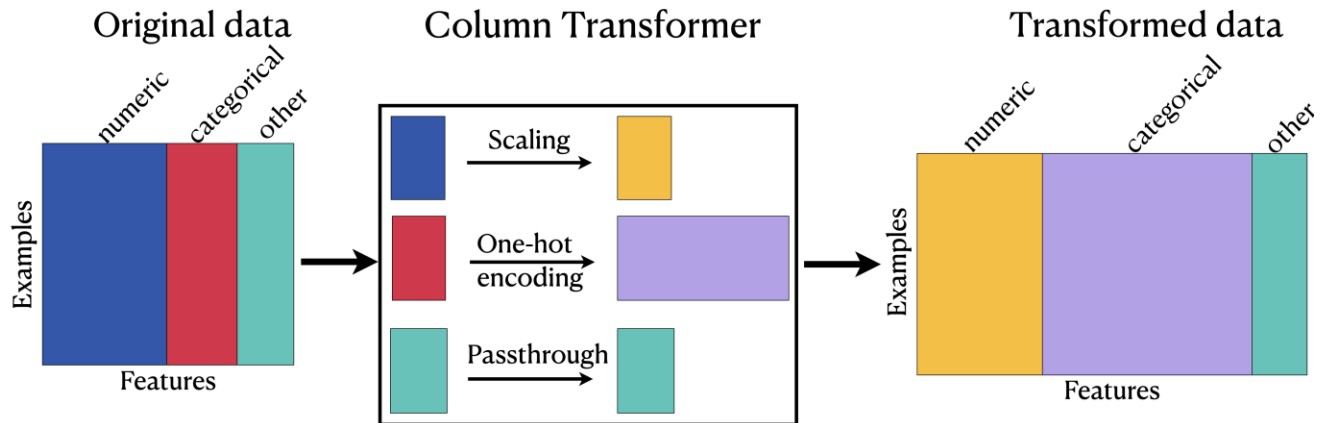 Original data
numeric
categorical
other
Examples
Features
Column Transformer
Scaling
One-hot
encoding
Passthrough
Transformed data
numeric
categorical
other
Examples
Features